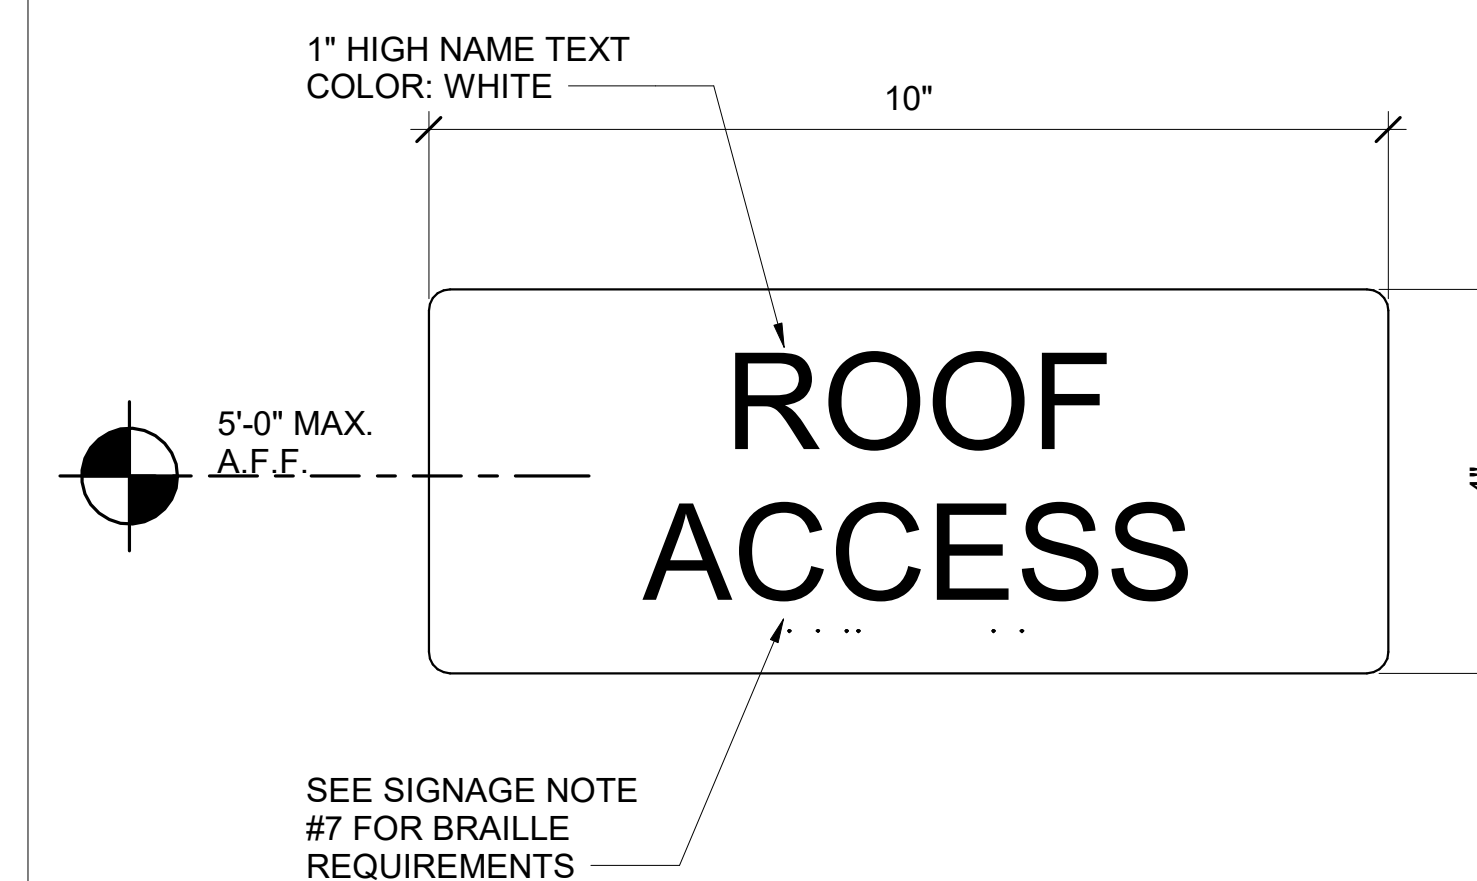 1" HIGH NAME TEXT
COLOR: WHITE
10"
ROOF
ACCESS
5'-0" MAX.
A.F.F.
SEE SIGNAGE NOTE
#7 FOR BRAILLE
REQUIREMENTS